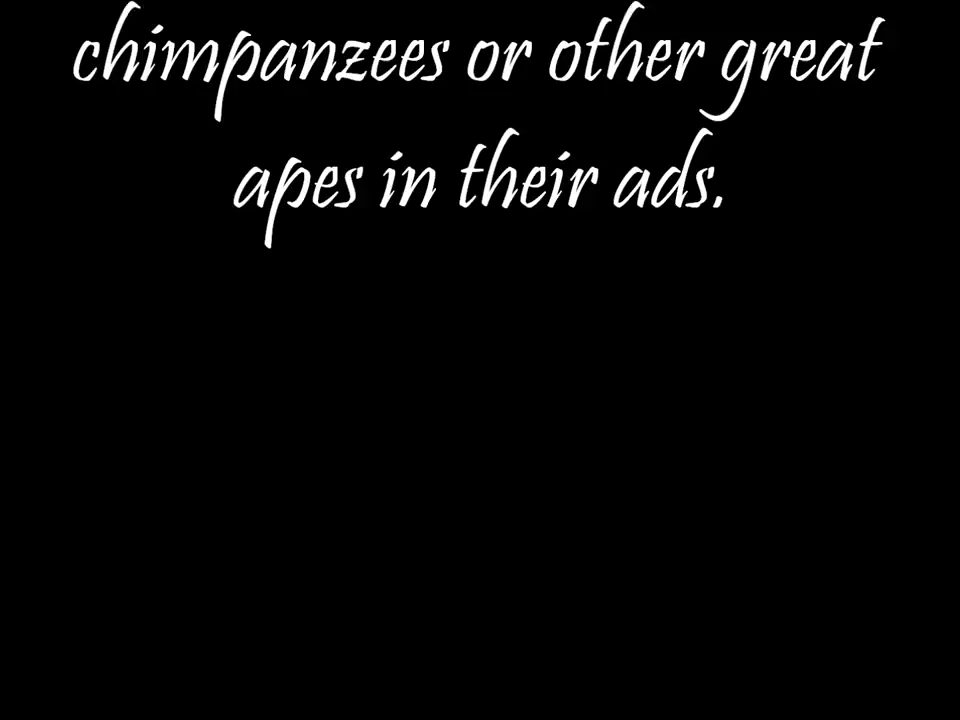 chimpanzees or other great
apes in their ads.